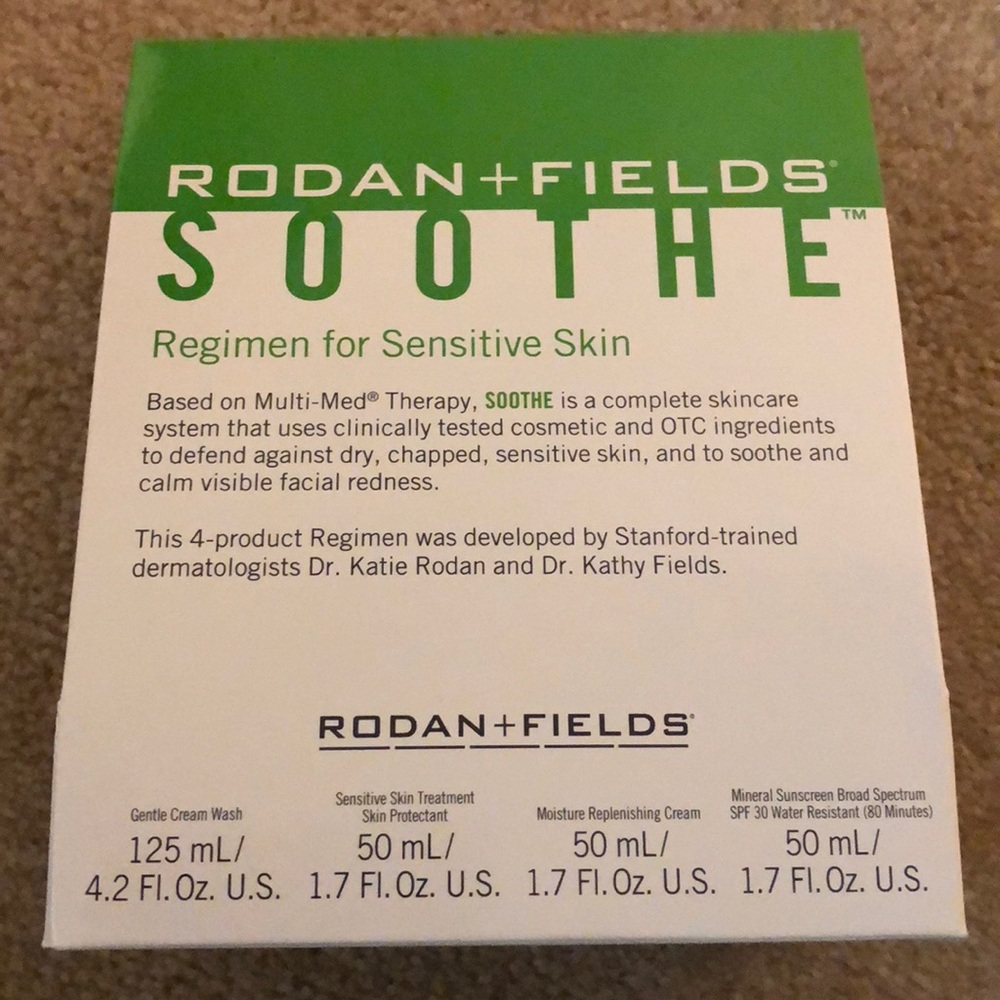 RODAN+FIELDS®
SOOTHE™
Regimen for Sensitive Skin
Based on Multi-Med® Therapy, SOOTHE is a complete skincare
system that uses clinically tested cosmetic and OTC ingredients
to defend against dry, chapped, sensitive skin, and to soothe and
calm visible facial redness.
This 4-product Regimen was developed by Stanford-trained
dermatologists Dr. Katie Rodan and Dr. Kathy Fields.
RODAN+FIELDS®
Gentle Cream Wash
125 mL/
4.2 Fl. Oz. U.S.
Sensitive Skin Treatment
Skin Protectant
50 mL/
1.7 Fl. Oz. U.S.
Moisture Replenishing Cream
50 mL/
1.7 Fl. Oz. U.S.
Mineral Sunscreen Broad Spectrum
SPF 30 Water Resistant (80 Minutes)
50 mL/
1.7 Fl. Oz. U.S.